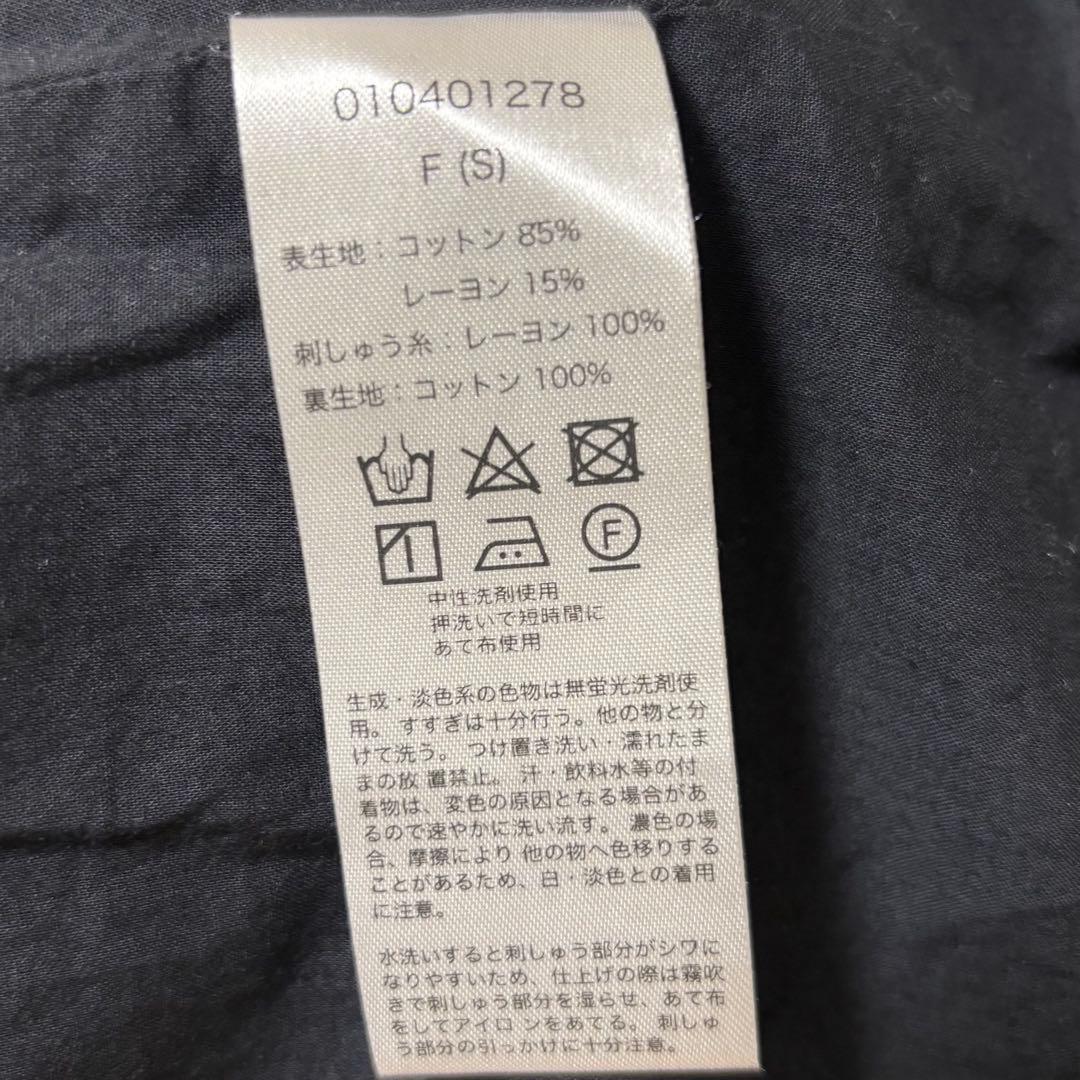 010401278
F (S)
表生地：コットン 85%
レーヨン 15%
刺しゅう糸：レーヨン 100%
裏生地：コットン 100%
F
中性洗剤使用
押洗いで短時間に
あて布使用
生成・淡色系の色物は無蛍光洗剤使
用。すすぎは十分行う。他の物と分
けて洗う。つけ置き洗い・濡れたま
まの放 置禁止。汗・飲料水等の付
着物は、変色の原因となる場合があ
るので速やかに洗い流す。濃色の場
合、摩擦により 他の物へ色移りする
ことがあるため、白・淡色との着用
に注意。
水洗いすると刺しゅう部分がシワに
なりやすいため、仕上げの際は霧吹
きで刺しゅう部分を湿らせ、あて布
をしてアイロ ンをあてる。刺しゅ
う部分の引っかけに十分注意。